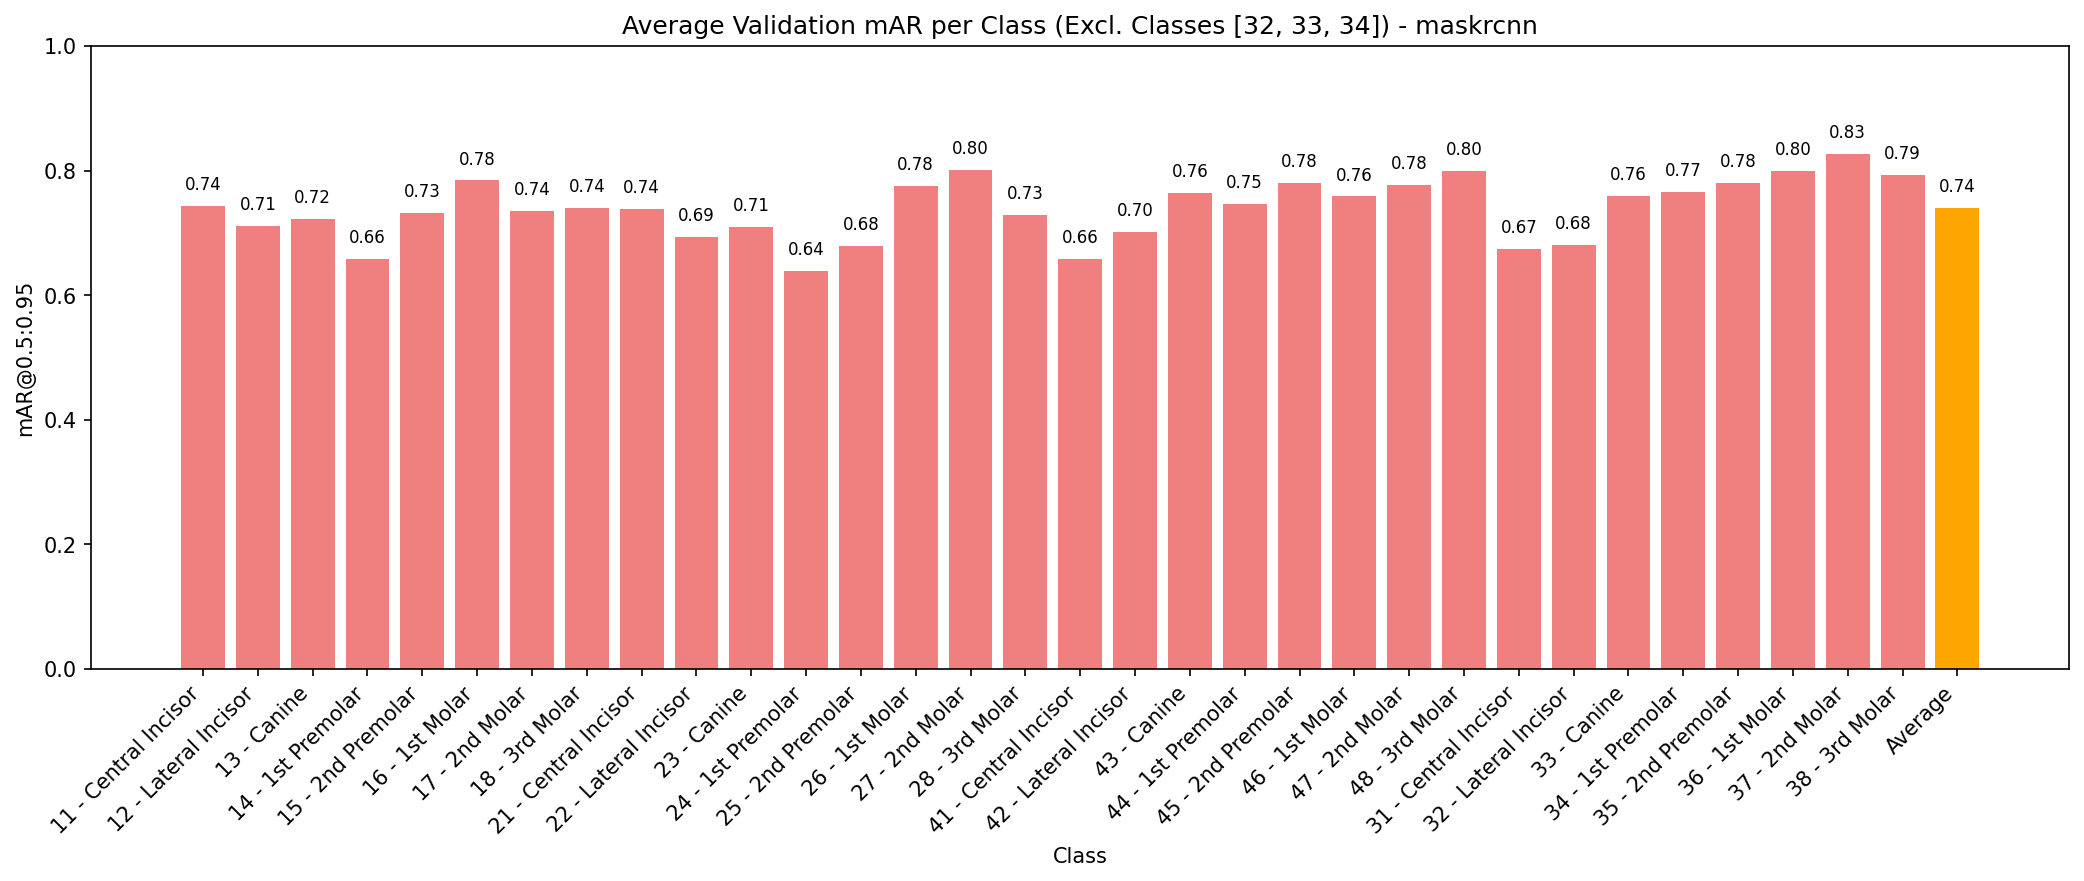 Average Validation mAR per Class (Excl. Classes [32, 33, 34]) - maskrcnn
mAR@0.5:0.95
1.0
0.8
0.6
0.4
0.2
0.0
0.74
0.71
0.72
0.66
0.73
0.78
0.74
0.74
0.74
0.69
0.71
0.64
0.68
0.78
0.80
0.73
0.66
0.70
0.76
0.75
0.78
0.76
0.78
0.80
0.67
0.68
0.76
0.77
0.78
0.80
0.83
0.79
0.74
11 - Central Incisor
12 - Lateral Incisor
13 - Canine
14 - 1st Premolar
15 - 2nd Premolar
16 - 1st Molar
17 - 2nd Molar
18 - 3rd Molar
21 - Central Incisor
22 - Lateral Incisor
23 - Canine
24 - 1st Premolar
25 - 2nd Premolar
26 - 1st Molar
27 - 2nd Molar
28 - 3rd Molar
41 - Central Incisor
42 - Lateral Incisor
43 - Canine
44 - 1st Premolar
45 - 2nd Premolar
46 - 1st Molar
47 - 2nd Molar
48 - 3rd Molar
31 - Central Incisor
32 - Lateral Incisor
33 - Canine
34 - 1st Premolar
35 - 2nd Premolar
36 - 1st Molar
37 - 2nd Molar
38 - 3rd Molar
Average
Class